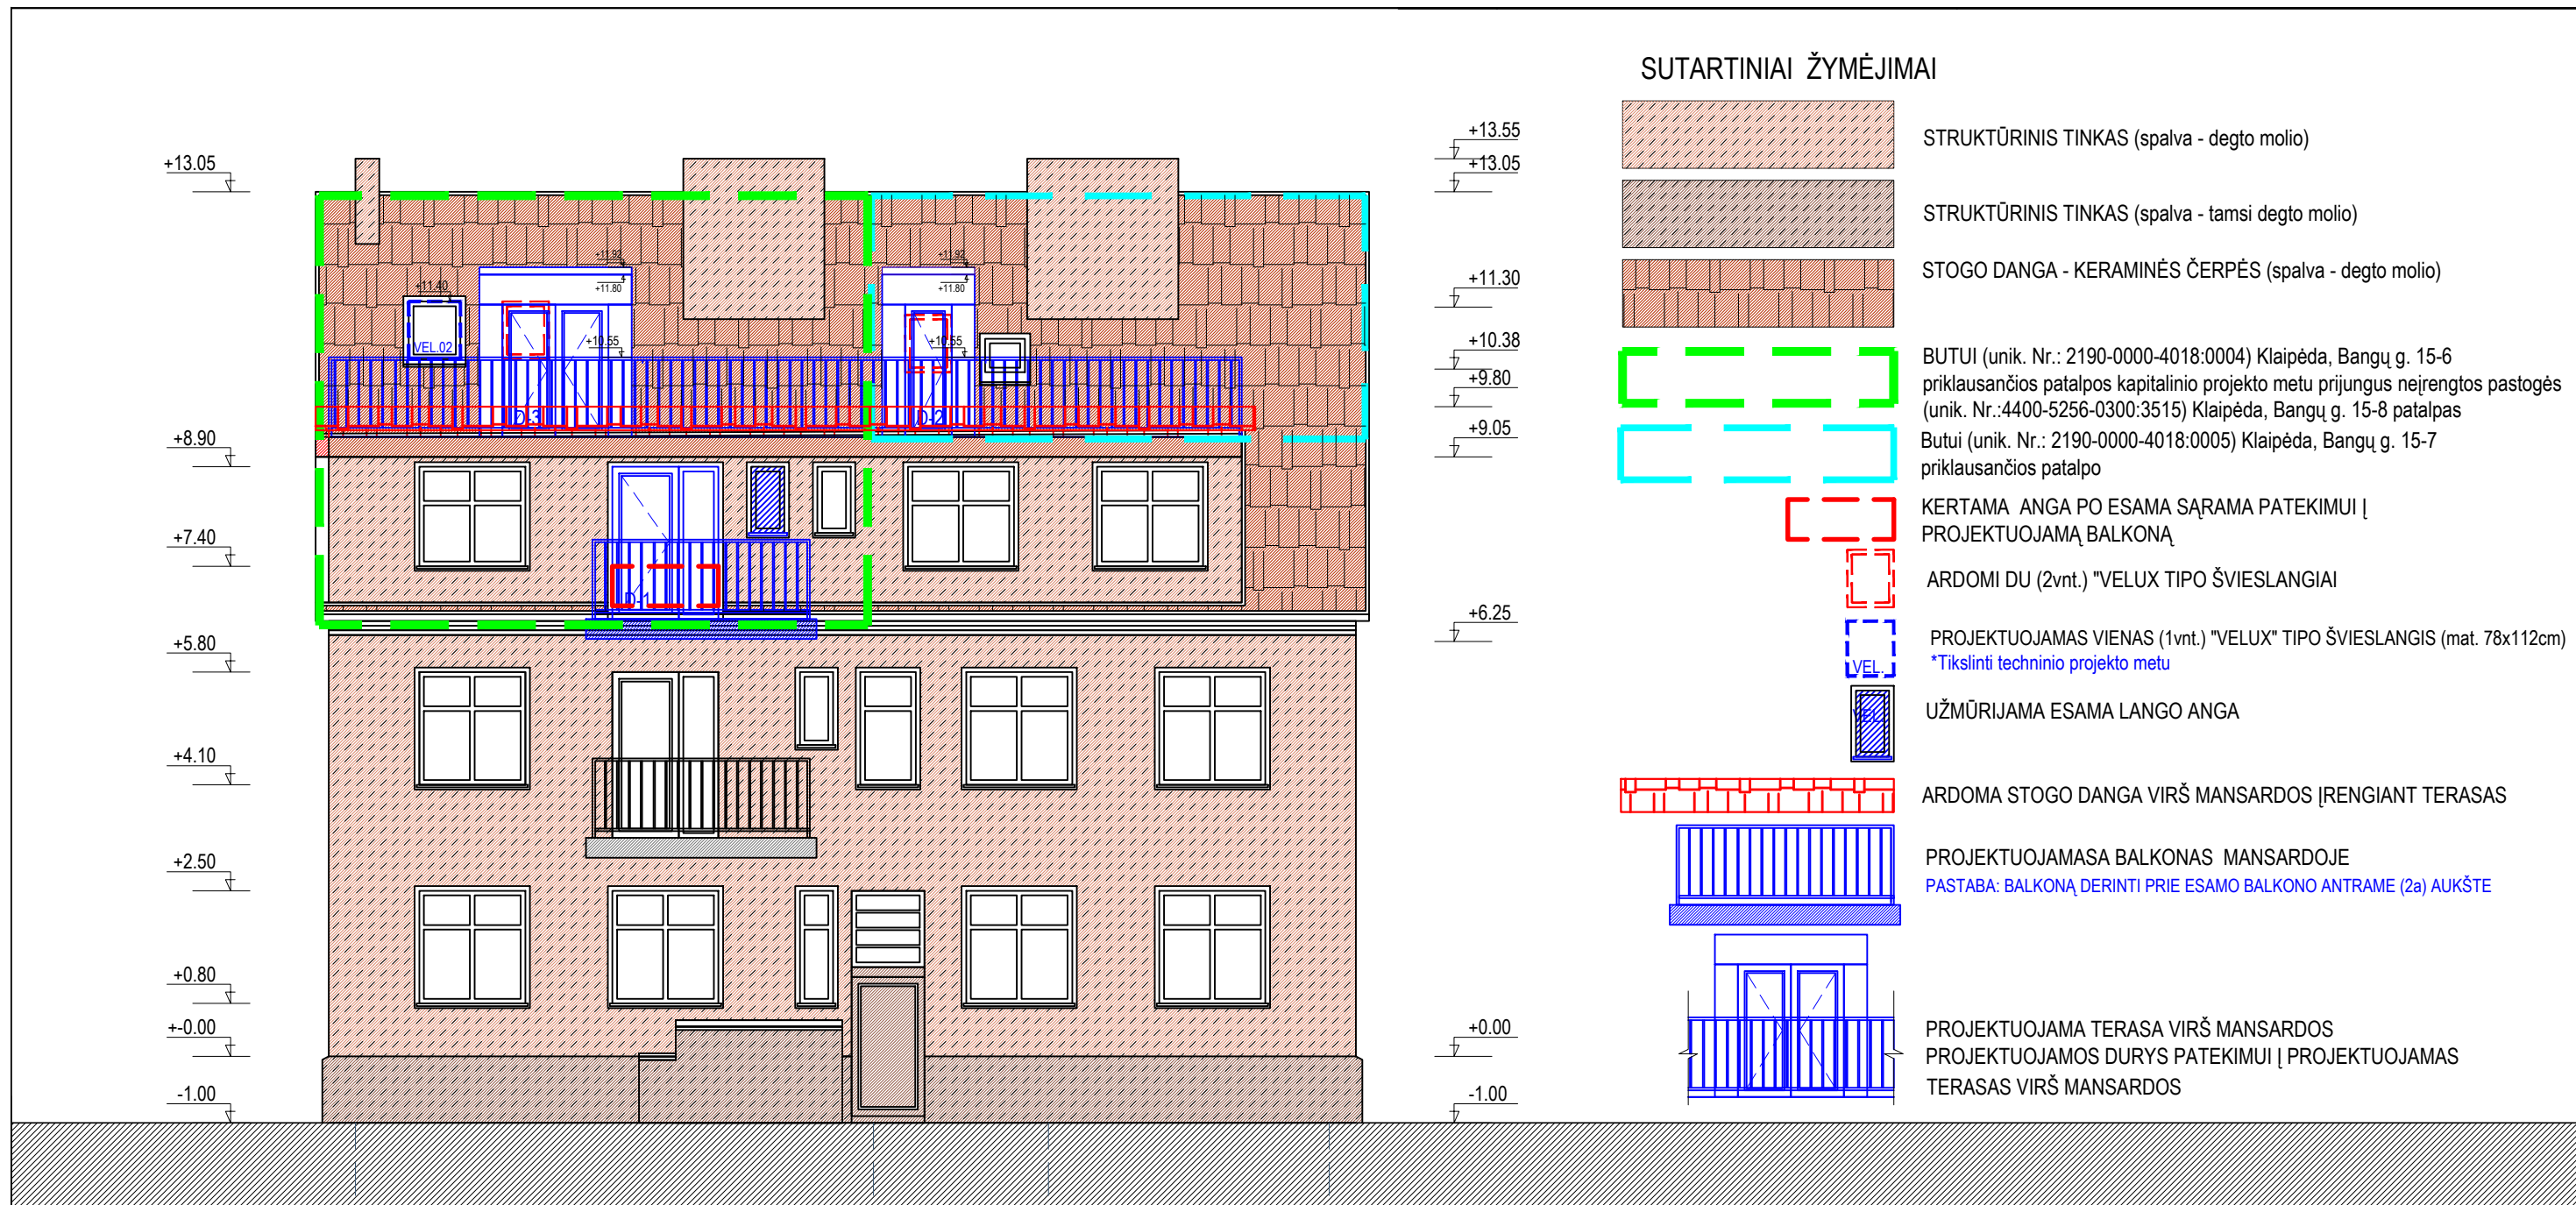 SUTARTINIAI ŽYMĖJIMAI
STRUKTŪRINIS TINKAS (spalva - degto molio)
STRUKTŪRINIS TINKAS (spalva - tamsi degto molio)
STOGO DANGA - KERAMINĖS ČERPĖS (spalva - degto molio)
BUTUI (unik. Nr.: 2190-0000-4018:0004) Klaipėda, Bangų g. 15-6
priklausančios patalpos kapitalinio projekto metu prijungus neįrengtos pastogės
(unik. Nr.:4400-5256-0300:3515) Klaipėda, Bangų g. 15-8 patalpas
Butui (unik. Nr.: 2190-0000-4018:0005) Klaipėda, Bangų g. 15-7
priklausančios patalpo
KERTAMA ANGA PO ESAMA SĄRAMA PATEKIMUI Į
PROJEKTUOJAMĄ BALKONĄ
ARDOMI DU (2vnt.) "VELUX TIPO ŠVIESLANGIAI
PROJEKTUOJAMAS VIENAS (1vnt.) "VELUX" TIPO ŠVIESLANGIS (mat. 78x112cm)
*Tikslinti techninio projekto metu
VEL.
UŽMŪRIJAMA ESAMA LANGO ANGA
VEL.
ARDOMA STOGO DANGA VIRŠ MANSARDOS ĮRENGIANT TERASAS
PROJEKTUOJAMASA BALKONAS MANSARDOJE
PASTABA: BALKONĄ DERINTI PRIE ESAMO BALKONO ANTRAME (2a) AUKŠTE
PROJEKTUOJAMA TERASA VIRŠ MANSARDOS
PROJEKTUOJAMOS DURYS PATEKIMUI Į PROJEKTUOJAMAS
TERASAS VIRŠ MANSARDOS
+13.05
+8.90
+7.40
+5.80
+4.10
+2.50
+0.80
+-0.00
-1.00
+11.92
+11.80
+11.40
VEL.02
+10.55
D-3
+11.92
+11.80
+10.55
D-2
D-1
+13.55
+13.05
+11.30
+10.38
+9.80
+9.05
+6.25
+0.00
-1.00